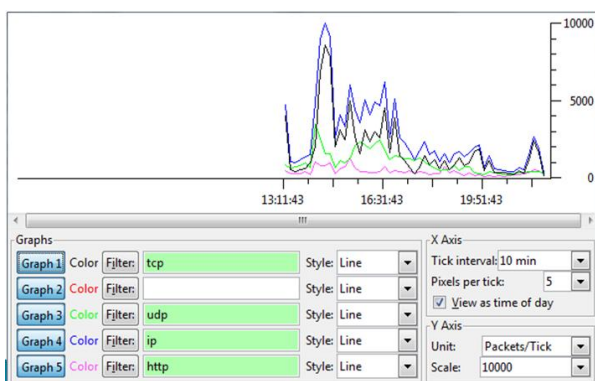 10000
5000
0
13:11:43 16:31:43 19:51:43
Graphs
Graph 1 Color Filter: tcp Style: Line
Graph 2 Color Filter: Style: Line
Graph 3 Color Filter: udp Style: Line
Graph 4 Color Filter: ip Style: Line
Graph 5 Color Filter: http Style: Line
X Axis
Tick interval: 10 min
Pixels per tick: 5
View as time of day
Y Axis
Unit: Packets/Tick
Scale: 10000